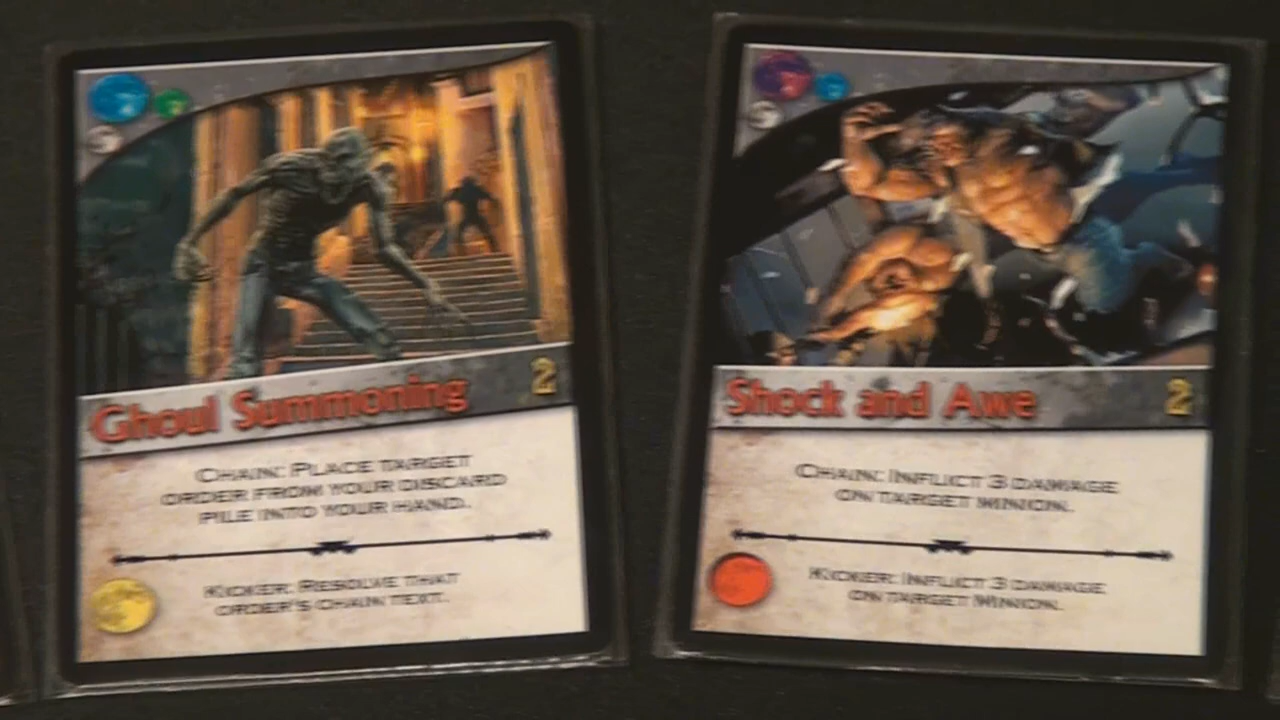 Ghoul Summoning 2
CHAIN: PLACE TARGET
ORDER FROM YOUR DISCARD
PILE INTO YOUR HAND.
KICKER: RESOLVE THAT
ORDER'S CHAIN TEXT.
Shock and Awe 2
CHAIN: INFLICT 3 DAMAGE
ON TARGET MINION.
KICKER: INFLICT 3 DAMAGE
ON TARGET MINION.